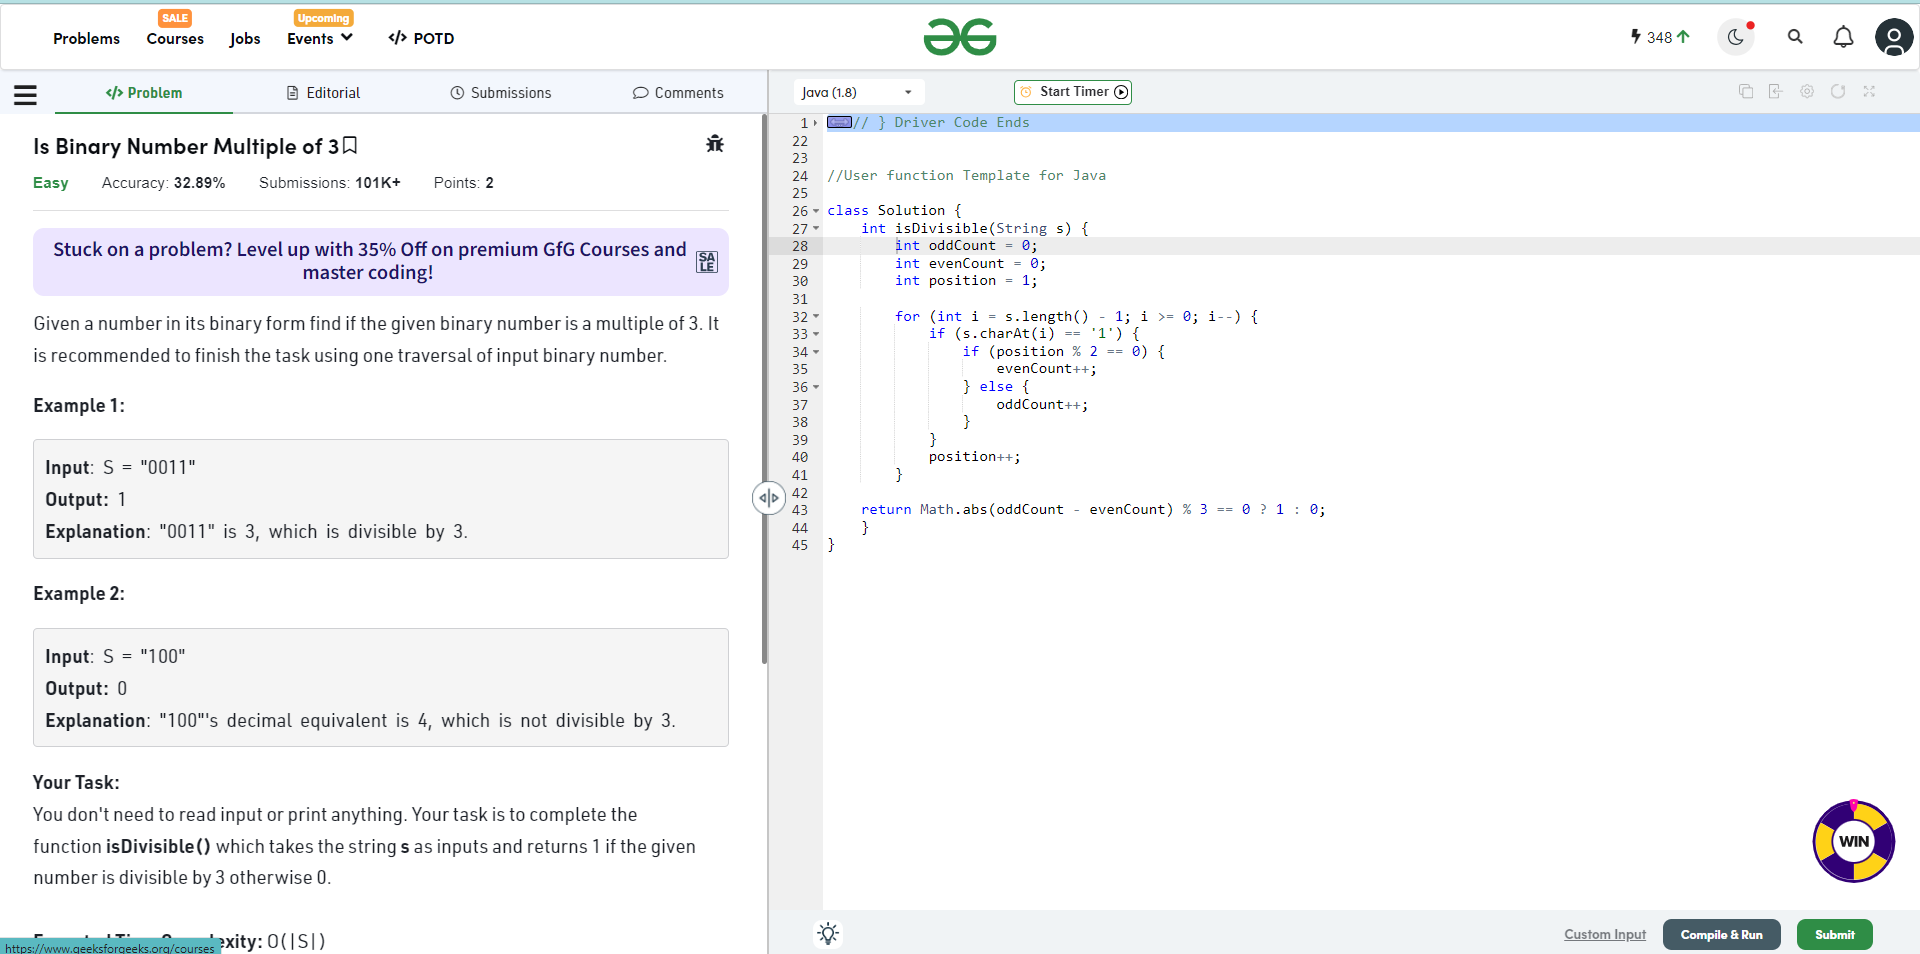 SALE
Upcoming
Problems Courses Jobs Events </> POTD
348
</> Problem Editorial Submissions Comments
Java (1.8) Start Timer
Is Binary Number Multiple of 3
Easy Accuracy: 32.89% Submissions: 101K+ Points: 2
Stuck on a problem? Level up with 35% Off on premium GfG Courses and
master coding!
SA
LE
Given a number in its binary form find if the given binary number is a multiple of 3. It
is recommended to finish the task using one traversal of input binary number.
Example 1:
Input: S = "0011"
Output: 1
Explanation: "0011" is 3, which is divisible by 3.
Example 2:
Input: S = "100"
Output: 0
Explanation: "100"'s decimal equivalent is 4, which is not divisible by 3.
Your Task:
You don't need to read input or print anything. Your task is to complete the
function isDivisible() which takes the string s as inputs and returns 1 if the given
number is divisible by 3 otherwise 0.
exity: O(|S|)
https://www.geeksforgeeks.org/courses
1 // } Driver Code Ends
22
23
24 //User function Template for Java
25
26 class Solution {
27 int isDivisible(String s) {
28 int oddCount = 0;
29 int evenCount = 0;
30 int position = 1;
31
32 for (int i = s.length() - 1; i >= 0; i--) {
33 if (s.charAt(i) == '1') {
34 if (position % 2 == 0) {
35 evenCount++;
36 } else {
37 oddCount++;
38 }
39 }
40 position++;
41 }
42
43 return Math.abs(oddCount - evenCount) % 3 == 0 ? 1 : 0;
44 }
45 }
WIN
Custom Input Compile & Run Submit